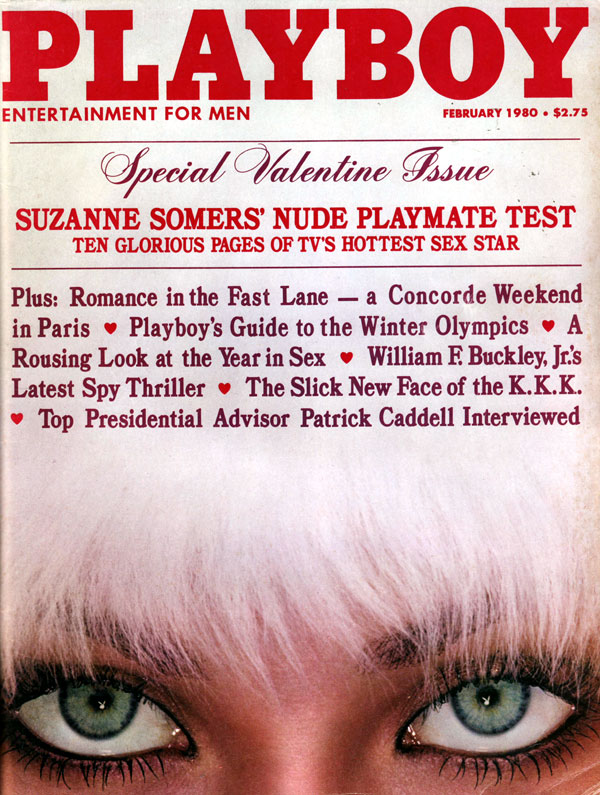 PLAYBOY
ENTERTAINMENT FOR MEN
FEBRUARY 1980 • $2.75
Special Valentine Issue
SUZANNE SOMERS' NUDE PLAYMATE TEST
TEN GLORIOUS PAGES OF TV'S HOTTEST SEX STAR
Plus: Romance in the Fast Lane — a Concorde Weekend
in Paris ♥ Playboy's Guide to the Winter Olympics ♥ A
Rousing Look at the Year in Sex ♥ William F. Buckley, Jr.'s
Latest Spy Thriller ♥ The Slick New Face of the K.K.K.
♥ Top Presidential Advisor Patrick Caddell Interviewed